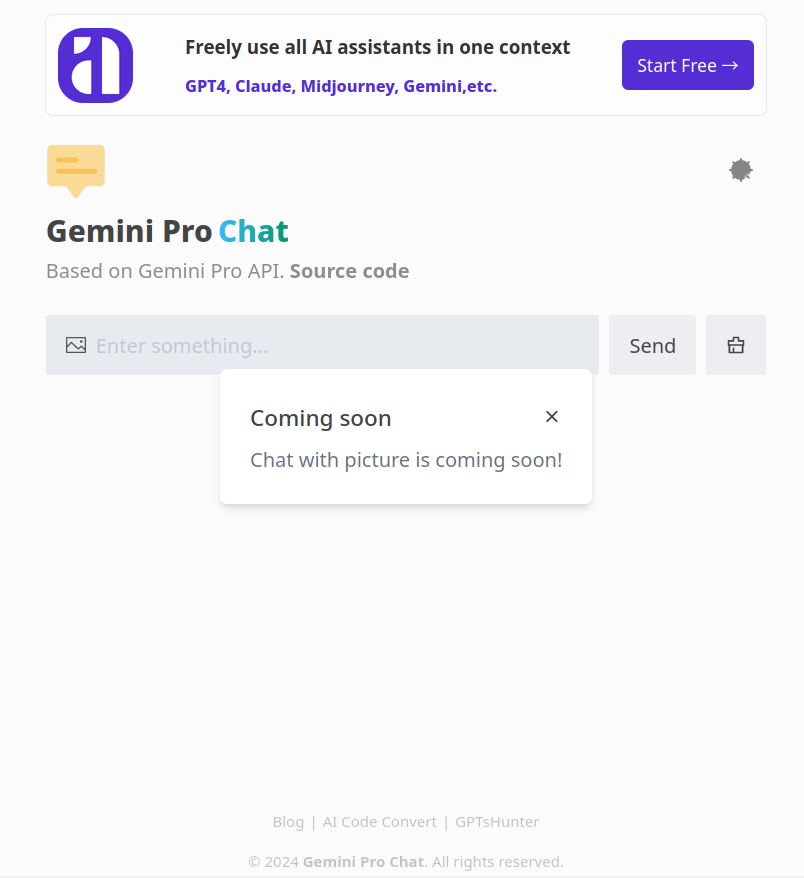 Freely use all AI assistants in one context
GPT4, Claude, Midjourney, Gemini,etc.
Start Free →
Gemini Pro Chat
Based on Gemini Pro API. Source code
Enter something...
Send
Coming soon
Chat with picture is coming soon!
Blog | AI Code Convert | GPTsHunter
© 2024 Gemini Pro Chat. All rights reserved.